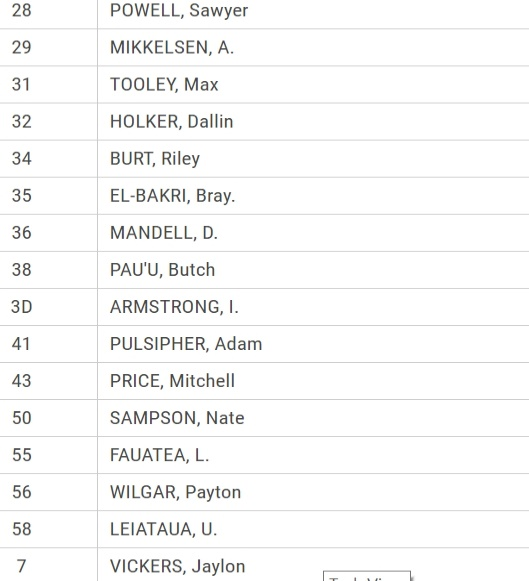 28 POWELL, Sawyer
29 MIKKELSEN, A.
31 TOOLEY, Max
32 HOLKER, Dallin
34 BURT, Riley
35 EL-BAKRI, Bray.
36 MANDELL, D.
38 PAU'U, Butch
3D ARMSTRONG, I.
41 PULSIPHER, Adam
43 PRICE, Mitchell
50 SAMPSON, Nate
55 FAUATEA, L.
56 WILGAR, Payton
58 LEIATAUA, U.
7 VICKERS, Jaylon